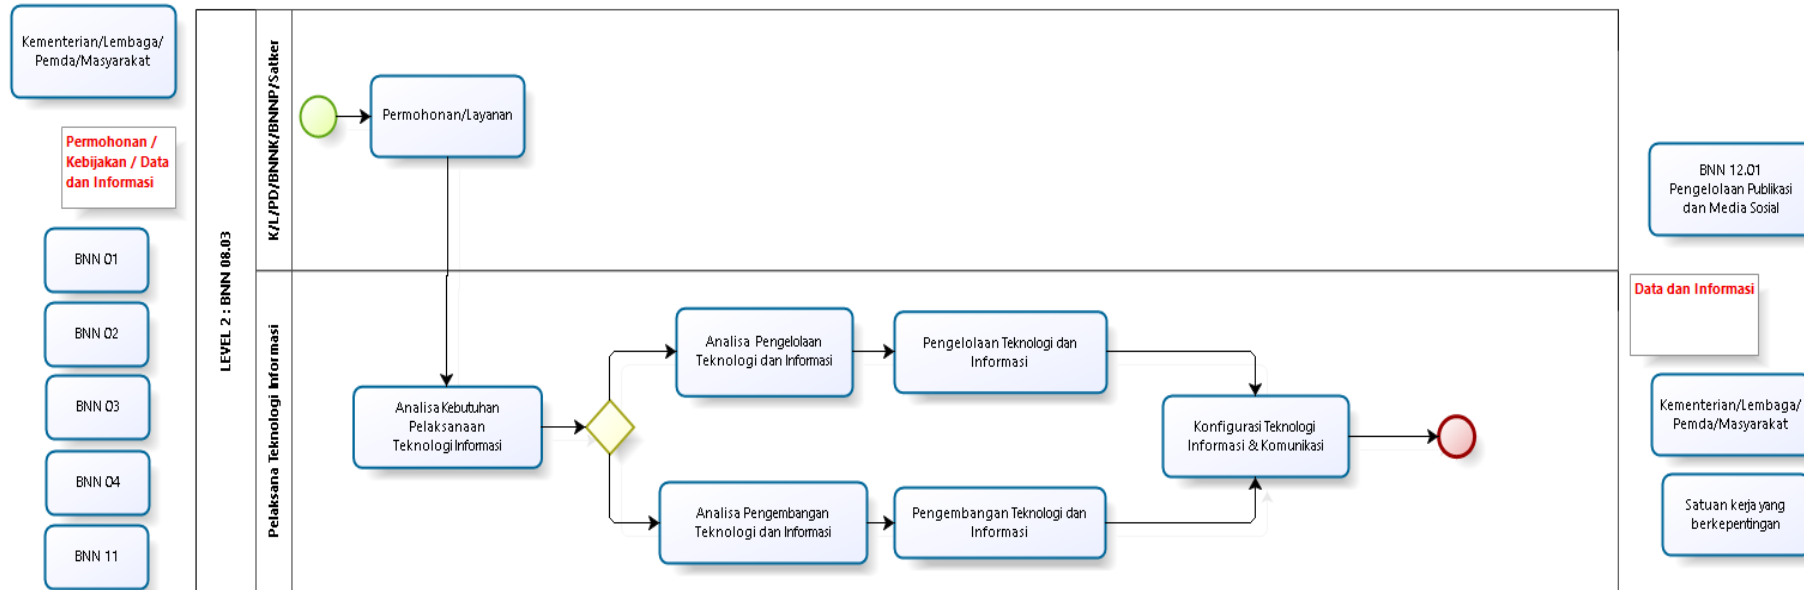 Kementerian/Lembaga/
Pemda/Masyarakat
Permohonan /
Kebijakan / Data
dan Informasi
BNN 01
BNN 02
BNN 03
BNN 04
BNN 11
LEVEL 2 : BNN 08.03
K/L/PD/BNNK/BNNP/Satker
Permohonan/Layanan
Pelaksana Teknologi Informasi
Analisa Kebutuhan
Pelaksanaan
Teknologi Informasi
Analisa Pengelolaan
Teknologi dan Informasi
Pengelolaan Teknologi dan
Informasi
Analisa Pengembangan
Teknologi dan Informasi
Pengembangan Teknologi dan
Informasi
Konfigurasi Teknologi
Informasi & Komunikasi
BNN 12.01
Pengelolaan Publikasi
dan Media Sosial
Data dan Informasi
Kementerian/Lembaga/
Pemda/Masyarakat
Satuan kerja yang
berkepentingan